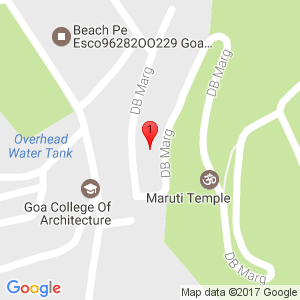 Beach Pe
Esco96282OO229 Goa...
DB Marg
1
DB Marg
DB Marg
Overhead
Water Tank
Maruti Temple
Goa College Of
Architecture
DB Marg
Map data ©2017 Google